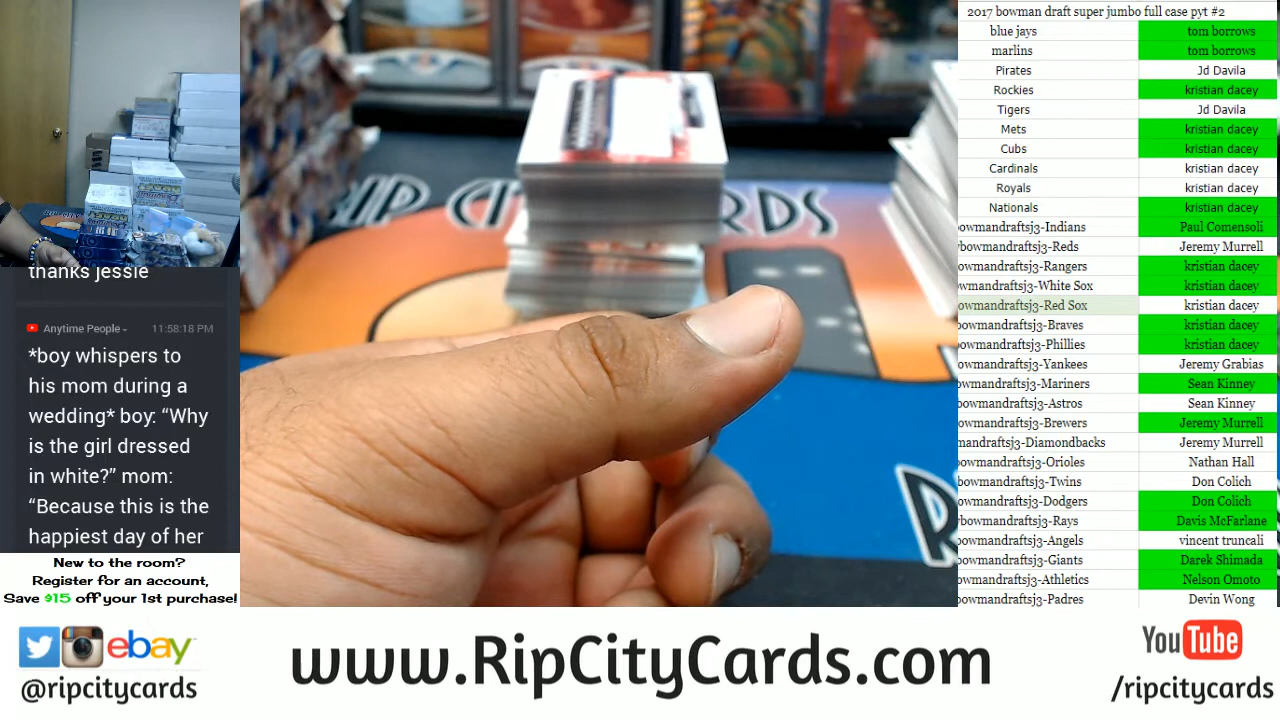 thanks jessie
Anytime People
11:58:18 PM
*boy whispers to
his mom during a
wedding* boy: “Why
is the girl dressed
in white?” mom:
“Because this is the
happiest day of her
New to the room?
Register for an account,
Save $15 off your 1st purchase!
RIP CI RDS
2017 bowman draft super jumbo full case pyt #2
blue jays tom borrows
marlins tom borrows
Pirates Jd Davila
Rockies kristian dacey
Tigers Jd Davila
Mets kristian dacey
Cubs kristian dacey
Cardinals kristian dacey
Royals kristian dacey
Nationals kristian dacey
bowmandraftsj3-Indians Paul Comensoli
bowmandraftsj3-Reds Jeremy Murrell
bowmandraftsj3-Rangers kristian dacey
owmandraftsj3-White Sox kristian dacey
owmandraftsj3-Red Sox kristian dacey
bowmandraftsj3-Braves kristian dacey
bowmandraftsj3-Phillies kristian dacey
bowmandraftsj3-Yankees Jeremy Grabias
bowmandraftsj3-Mariners Sean Kinney
bowmandraftsj3-Astros Sean Kinney
bowmandraftsj3-Brewers Jeremy Murrell
mandraftsj3-Diamondbacks Jeremy Murrell
bowmandraftsj3-Orioles Nathan Hall
bowmandraftsj3-Twins Don Colich
bowmandraftsj3-Dodgers Don Colich
bowmandraftsj3-Rays Davis McFarlane
bowmandraftsj3-Angels vincent truncali
bowmandraftsj3-Giants Darek Shimada
owmandraftsj3-Athletics Nelson Omoto
bowmandraftsj3-Padres Devin Wong
ebay
@ripcitycards
www.RipCityCards.com
YouTube
/ripcitycards